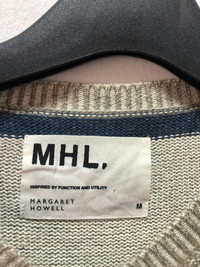 MHL.
INSPIRED BY FUNCTION AND UTILITY
MARGARET
HOWELL
M